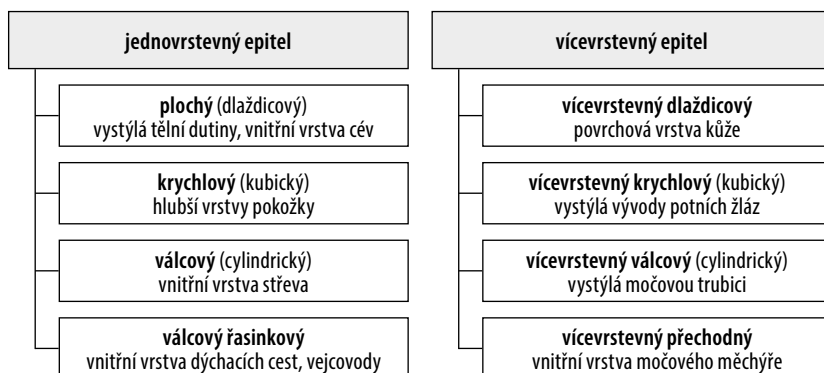 jednovrstevný epitel
plochý (dlaždicový)
vystýlá tělní dutiny, vnitřní vrstva cév
krychlový (kubický)
hlubší vrstvy pokožky
válcový (cylindrický)
vnitřní vrstva střeva
válcový řasinkový
vnitřní vrstva dýchacích cest, vejcovody
vícevrstevný epitel
vícevrstevný dlaždicový
povrchová vrstva kůže
vícevrstevný krychlový (kubický)
vystýlá vývody potních žláz
vícevrstevný válcový (cylindrický)
vystýlá močovou trubici
vícevrstevný přechodný
vnitřní vrstva močového měchýře